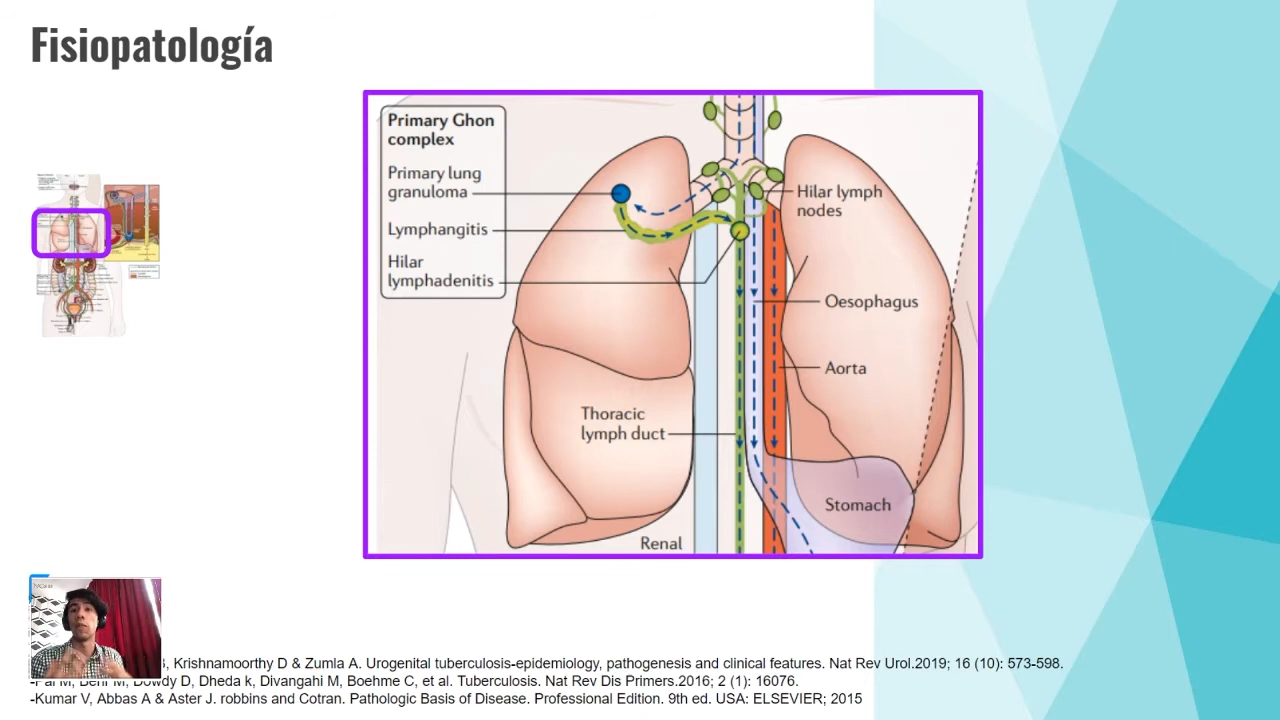 Fisiopatología
Primary Ghon
complex
Primary lung
granuloma
Lymphangitis
Hilar
lymphadenitis
Hilar lymph
nodes
Oesophagus
Aorta
Thoracic
lymph duct
Stomach
Renal
, Krishnamoorthy D & Zumla A. Urogenital tuberculosis-epidemiology, pathogenesis and clinical features. Nat Rev Urol.2019; 16 (10): 573-598.
-Pai M, Behr M, Dowdy D, Dheda k, Divangahi M, Boehme C, et al. Tuberculosis. Nat Rev Dis Primers.2016; 2 (1): 16076.
-Kumar V, Abbas A & Aster J. robbins and Cotran. Pathologic Basis of Disease. Professional Edition. 9th ed. USA: ELSEVIER; 2015